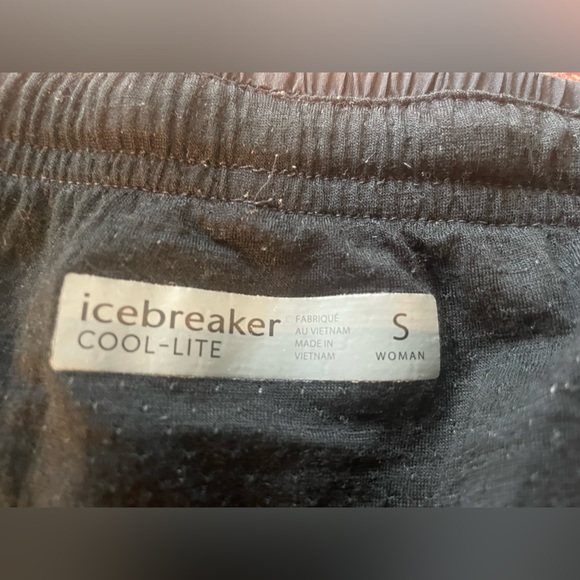 icebreaker
COOL-LITE
FABRIQUÉ
AU VIETNAM
MADE IN
VIETNAM
S
WOMAN